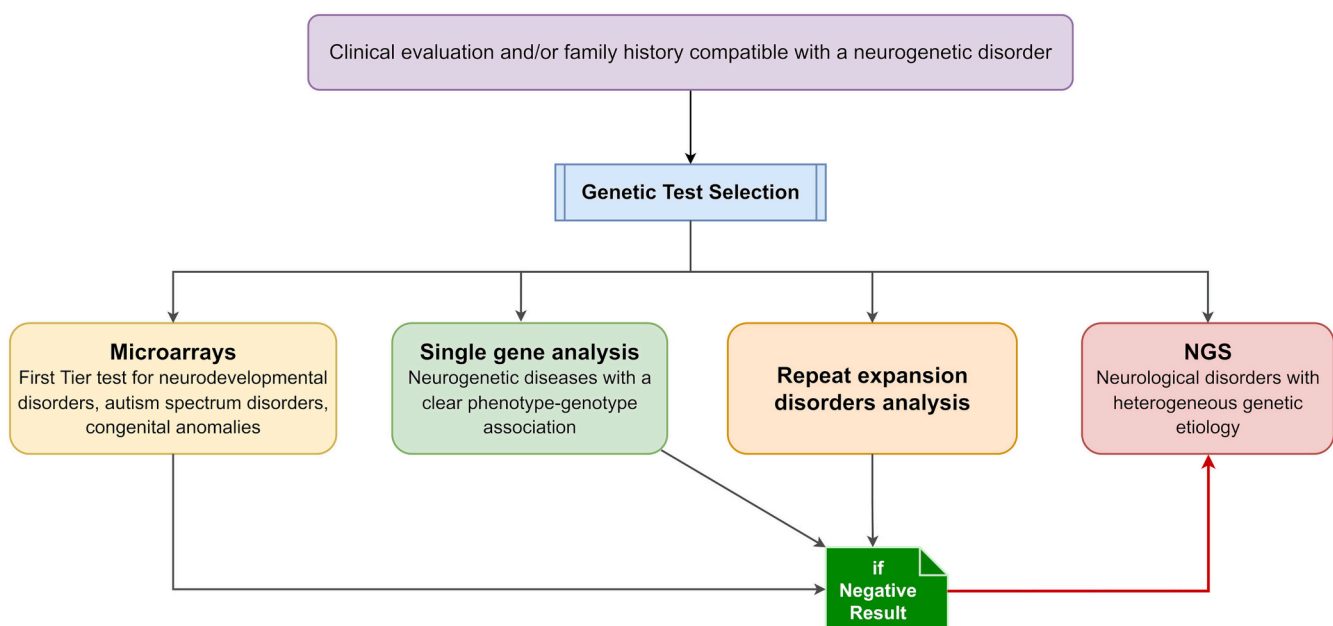 Clinical evaluation and/or family history compatible with a neurogenetic disorder
Genetic Test Selection
Microarrays
First Tier test for neurodevelopmental
disorders, autism spectrum disorders,
congenital anomalies
Single gene analysis
Neurogenetic diseases with a
clear phenotype-genotype
association
Repeat expansion
disorders analysis
NGS
Neurological disorders with
heterogeneous genetic
etiology
if
Negative
Result